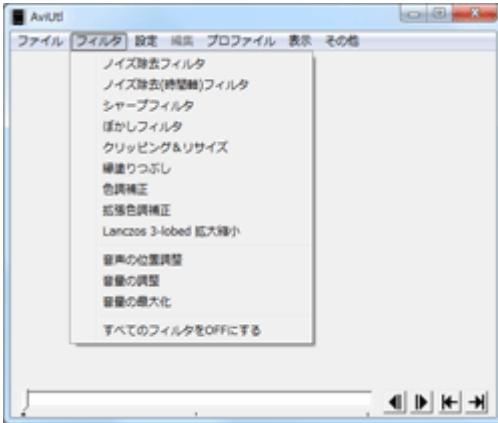 AviUtl
ファイル フィルタ 設定 編集 プロファイル 表示 その他
ノイズ除去フィルタ
ノイズ除去(時間軸)フィルタ
シャープフィルタ
ぼかしフィルタ
クリッピング&リサイズ
縁塗りつぶし
色調補正
拡張色調補正
Lanczos 3-lobed 拡大縮小
音声の位置調整
音量の調整
音量の最大化
すべてのフィルタをOFFにする